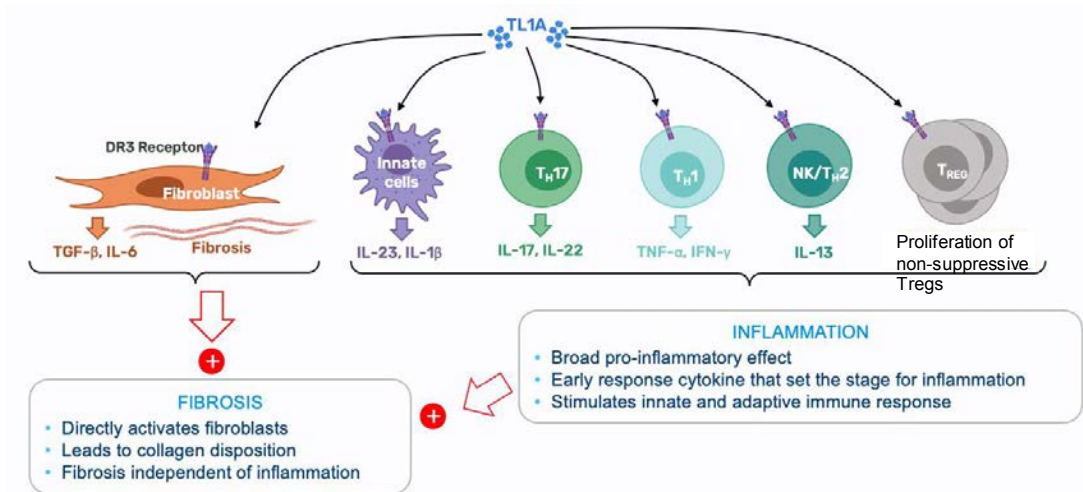 TL1A
DR3 Receptor
Fibroblast
Innate
cells
TH17
TH1
NK/TH2
TREG
TGF-β, IL-6
Fibrosis
IL-23, IL-1β
IL-17, IL-22
TNF-α, IFN-γ
IL-13
Proliferation of
non-suppressive
Tregs
INFLAMMATION
• Broad pro-inflammatory effect
• Early response cytokine that set the stage for inflammation
• Stimulates innate and adaptive immune response
+
+
FIBROSIS
• Directly activates fibroblasts
• Leads to collagen disposition
• Fibrosis independent of inflammation